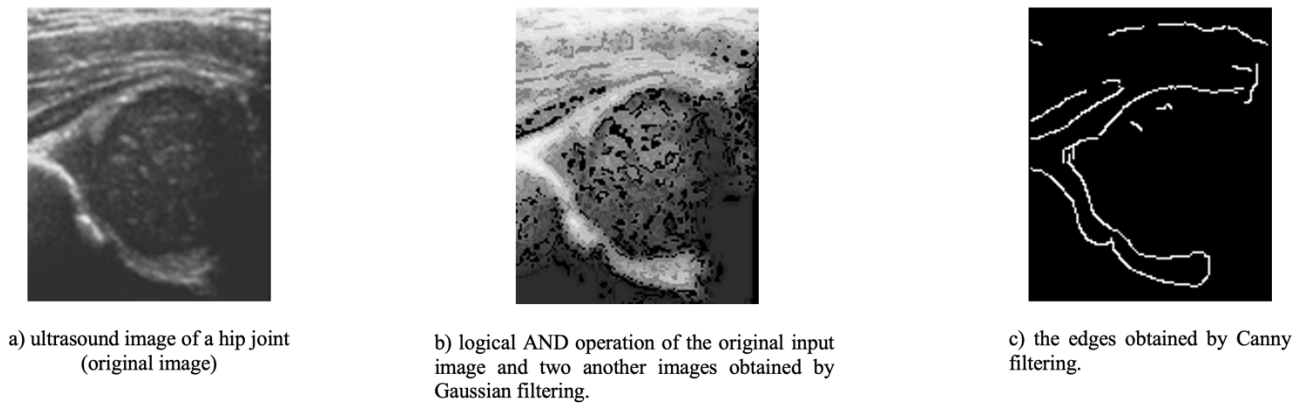 a) ultrasound image of a hip joint
(original image)
b) logical AND operation of the original input
image and two another images obtained by
Gaussian filtering.
c) the edges obtained by Canny
filtering.